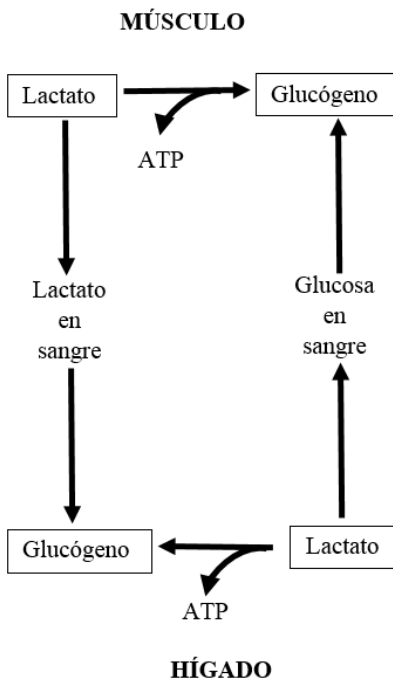 MÚSCULO
Lactato
Glucógeno
ATP
Lactato
en
sangre
Glucosa
en
sangre
Glucógeno
Lactato
ATP
HÍGADO